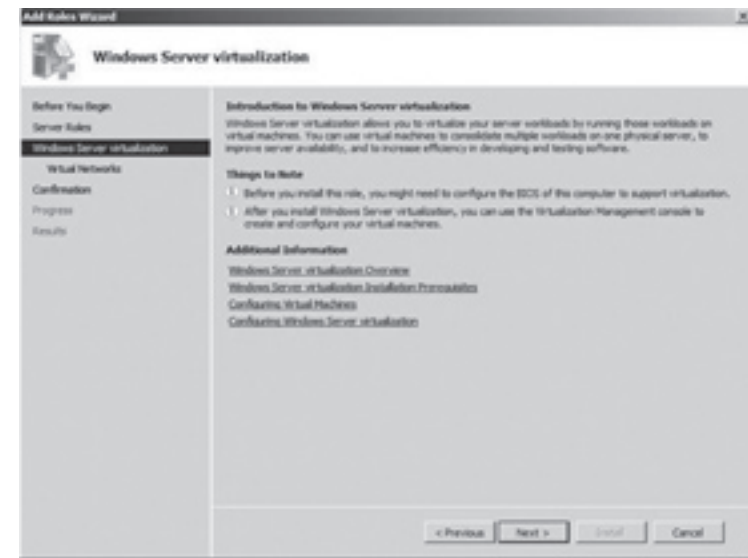 Add Roles Wizard
Windows Server virtualization
Before You Begin
Server Roles
Windows Server virtualization
Virtual Networks
Confirmation
Progress
Results
Introduction to Windows Server virtualization
Windows Server virtualization allows you to virtualize your server workloads by running those workloads on
virtual machines. You can use virtual machines to consolidate multiple workloads on one physical server, to
improve server availability, and to increase efficiency in developing and testing software.
Things to Note
Before you install this role, you might need to configure the BIOS of this computer to support virtualization.
After you install Windows Server virtualization, you can use the Virtualization Management console to
create and configure your virtual machines.
Additional Information
Windows Server virtualization Overview
Windows Server virtualization Installation Prerequisites
Configuring Virtual Machines
Configuring Windows Server virtualization
< Previous
Next >
Install
Cancel